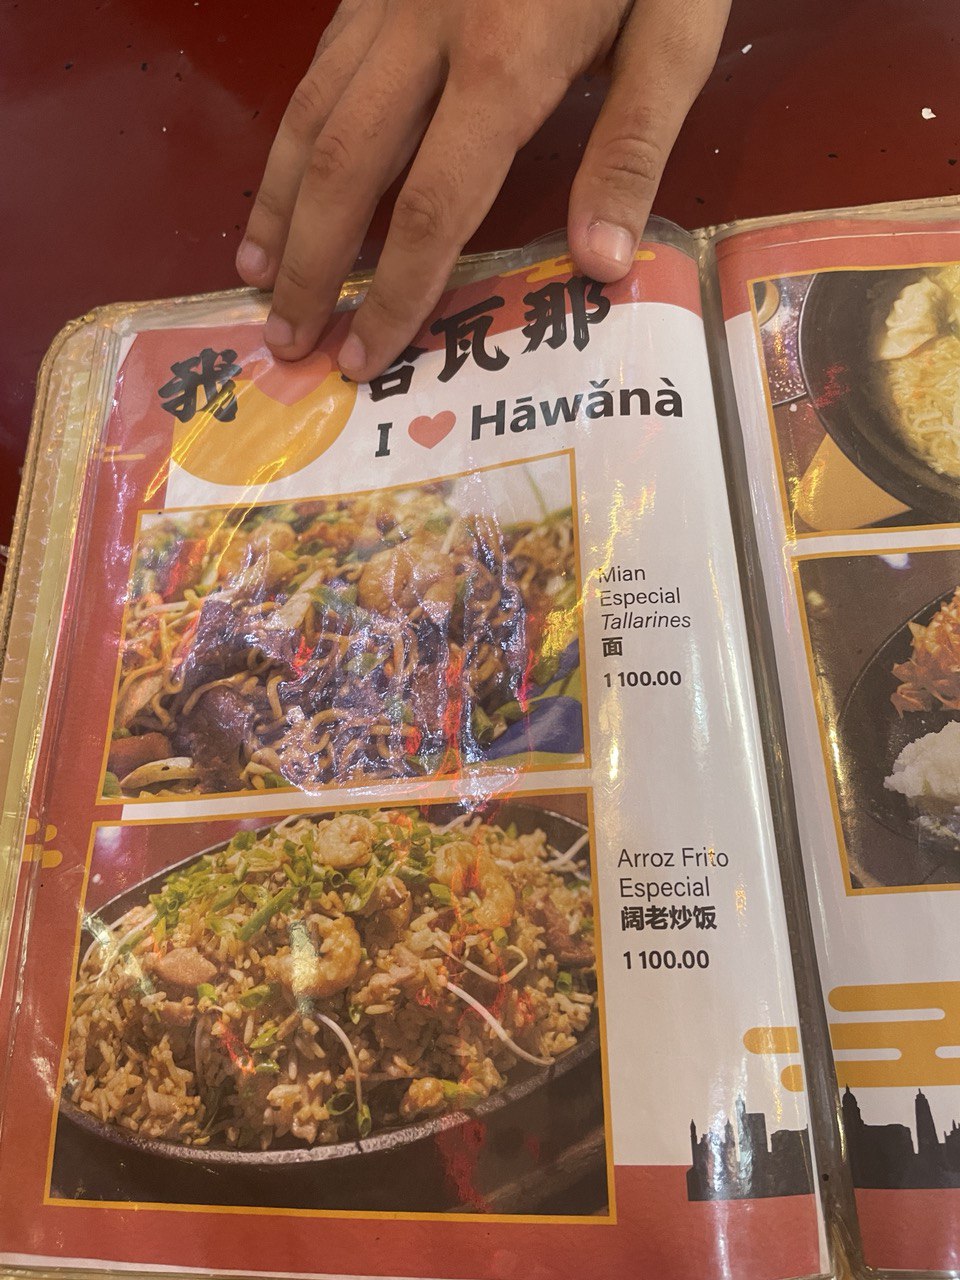 我 哈瓦那
I ❤ Hāwǎnà
Mian
Especial
Tallarines
面
1 100.00
Arroz Frito
Especial
阔老炒饭
1 100.00